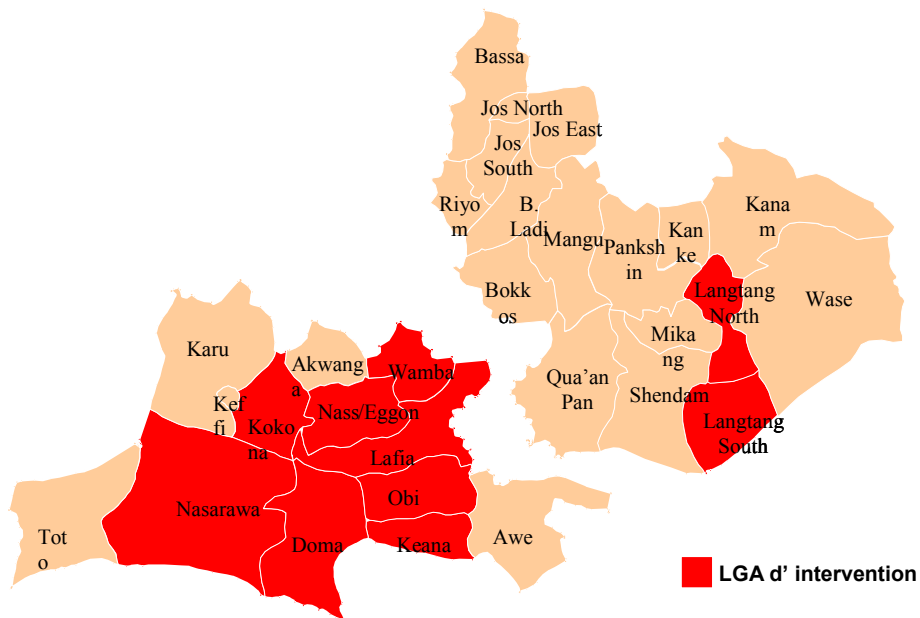 Bassa
Jos North
Jos East
Jos
South
Riyo
m
B.
Ladi
Mangu
Panksh
in
Kan
ke
Kana
m
Bokk
os
Langtang
North
Wase
Mika
ng
Qua’an
Pan
Shendam
Langtang
South
Karu
Akwang
a
Wamba
Kef
fi
Koko
na
Nass/Eggon
Lafia
Obi
Nasarawa
Doma
Keana
Awe
Tot
o
LGA d’ intervention